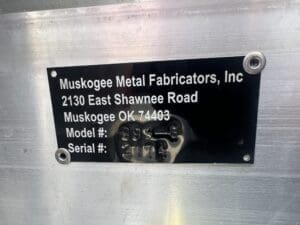 Muskogee Metal Fabricators, Inc
2130 East Shawnee Road
Muskogee OK 74403
Model #:
Serial #: